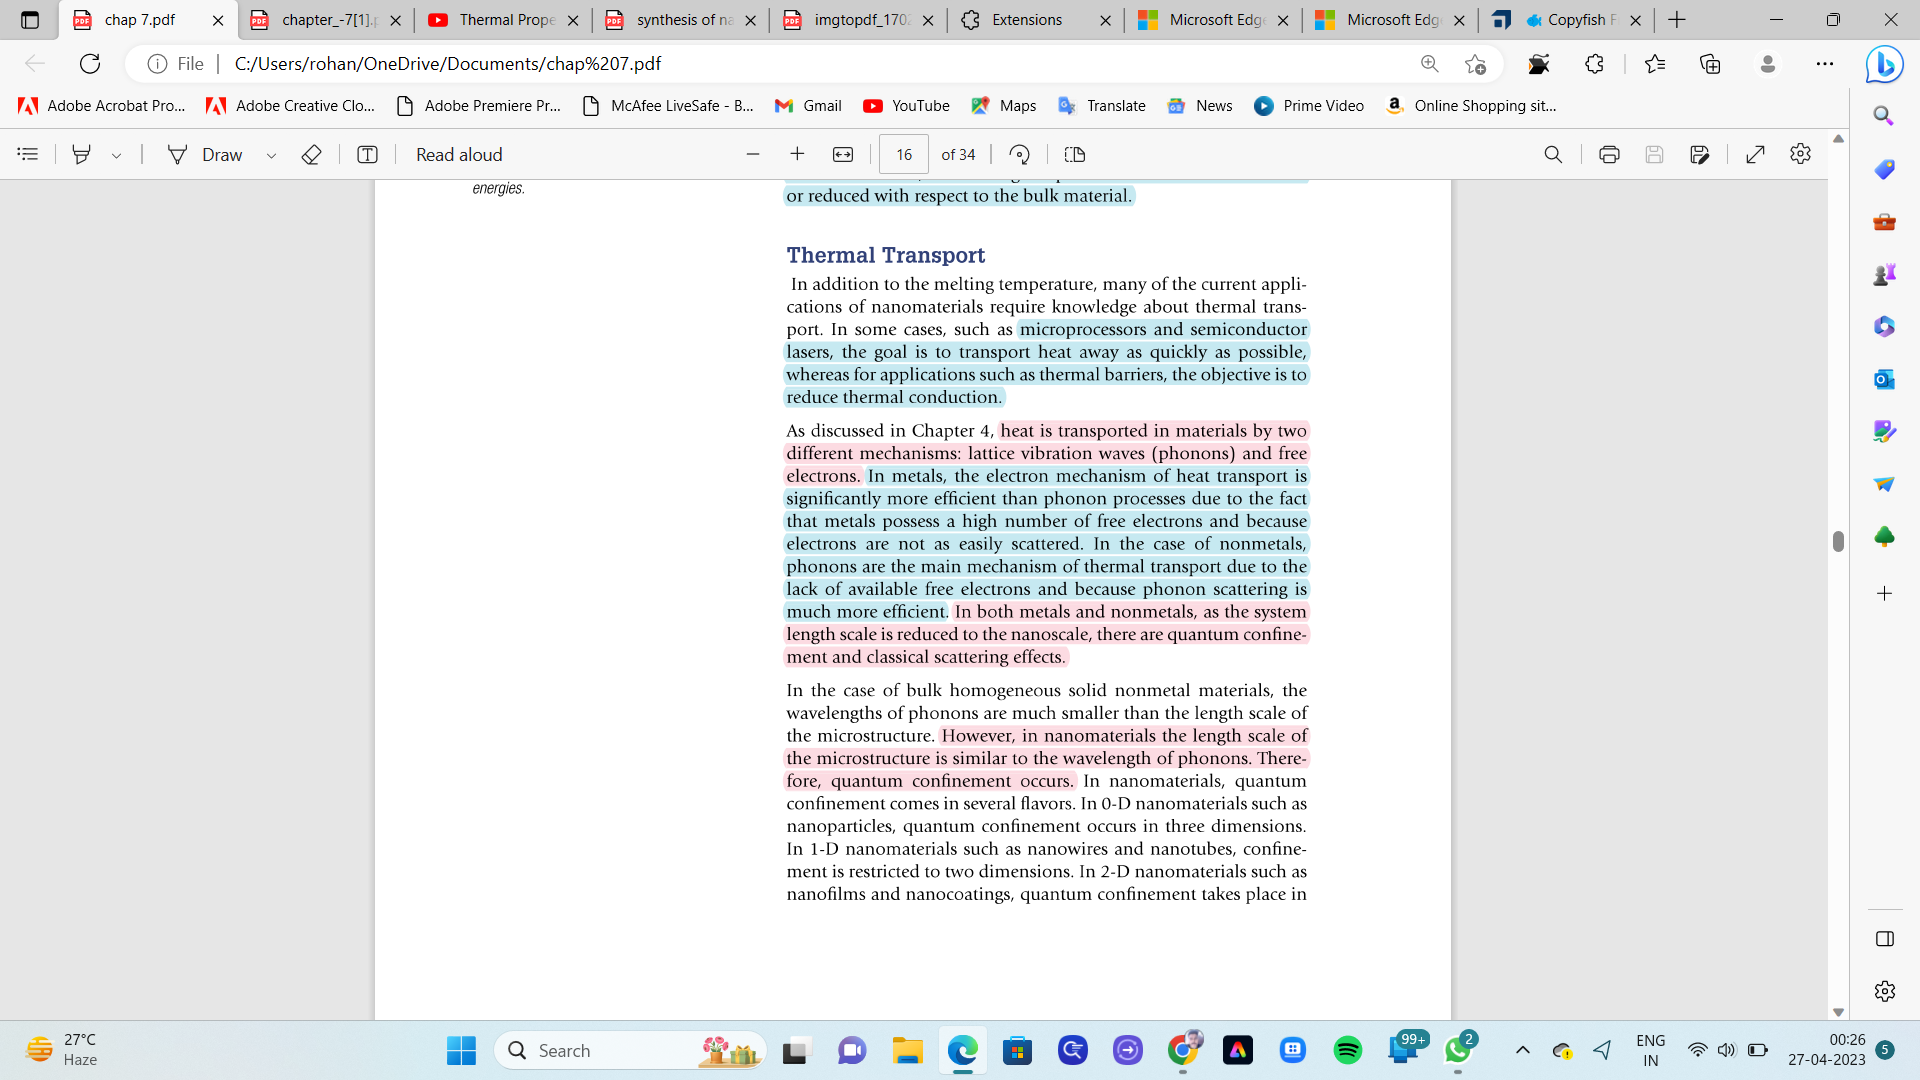 chap 7.pdf
chapter_-7[1].p
Thermal Prope
synthesis of na
imgtopdf_1702
Extensions
Microsoft Edge
Microsoft Edg
Copyfish F
File
C:/Users/rohan/OneDrive/Documents/chap%207.pdf
Adobe Acrobat Pro...
Adobe Creative Clo...
Adobe Premiere Pr...
McAfee LiveSafe - B...
Gmail
YouTube
Maps
Translate
News
Prime Video
Online Shopping sit...
Draw
Read aloud
16
of 34
energies.
or reduced with respect to the bulk material.
Thermal Transport
In addition to the melting temperature, many of the current appli-
cations of nanomaterials require knowledge about thermal trans-
port. In some cases, such as microprocessors and semiconductor
lasers, the goal is to transport heat away as quickly as possible,
whereas for applications such as thermal barriers, the objective is to
reduce thermal conduction.
As discussed in Chapter 4, heat is transported in materials by two
different mechanisms: lattice vibration waves (phonons) and free
electrons. In metals, the electron mechanism of heat transport is
significantly more efficient than phonon processes due to the fact
that metals possess a high number of free electrons and because
electrons are not as easily scattered. In the case of nonmetals,
phonons are the main mechanism of thermal transport due to the
lack of available free electrons and because phonon scattering is
much more efficient. In both metals and nonmetals, as the system
length scale is reduced to the nanoscale, there are quantum confine-
ment and classical scattering effects.
In the case of bulk homogeneous solid nonmetal materials, the
wavelengths of phonons are much smaller than the length scale of
the microstructure. However, in nanomaterials the length scale of
the microstructure is similar to the wavelength of phonons. There-
fore, quantum confinement occurs. In nanomaterials, quantum
confinement comes in several flavors. In 0-D nanomaterials such as
nanoparticles, quantum confinement occurs in three dimensions.
In 1-D nanomaterials such as nanowires and nanotubes, confine-
ment is restricted to two dimensions. In 2-D nanomaterials such as
nanofilms and nanocoatings, quantum confinement takes place in
27°C
Haze
Search
99+
2
ENG
IN
00:26
27-04-2023
5